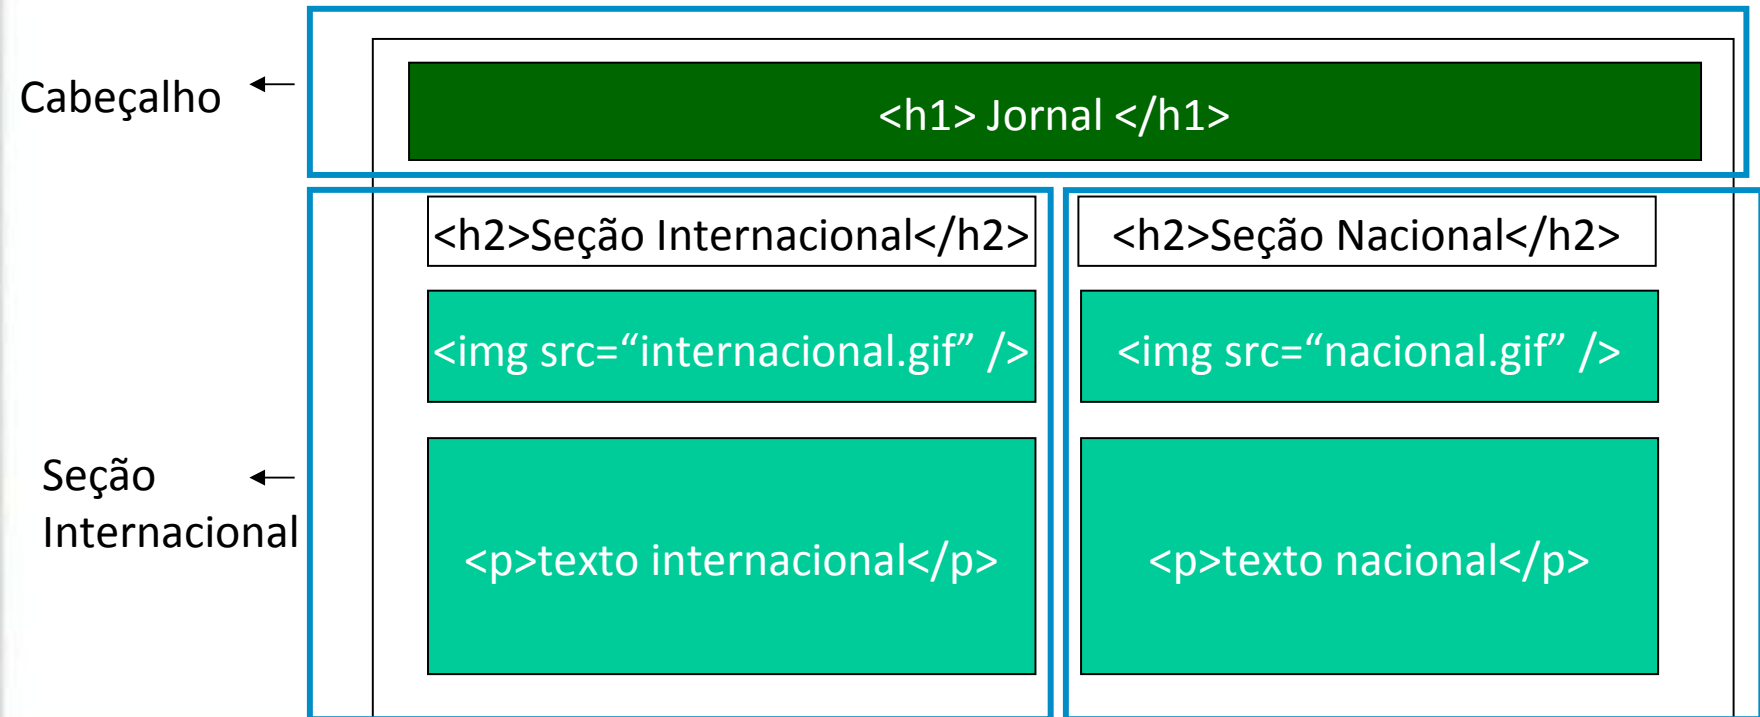 Cabeçalho
<h1> Jornal </h1>
<h2>Seção Internacional</h2>
<h2>Seção Nacional</h2>
<img src=“internacional.gif” />
<img src=“nacional.gif” />
Seção
Internacional
<p>texto internacional</p>
<p>texto nacional</p>